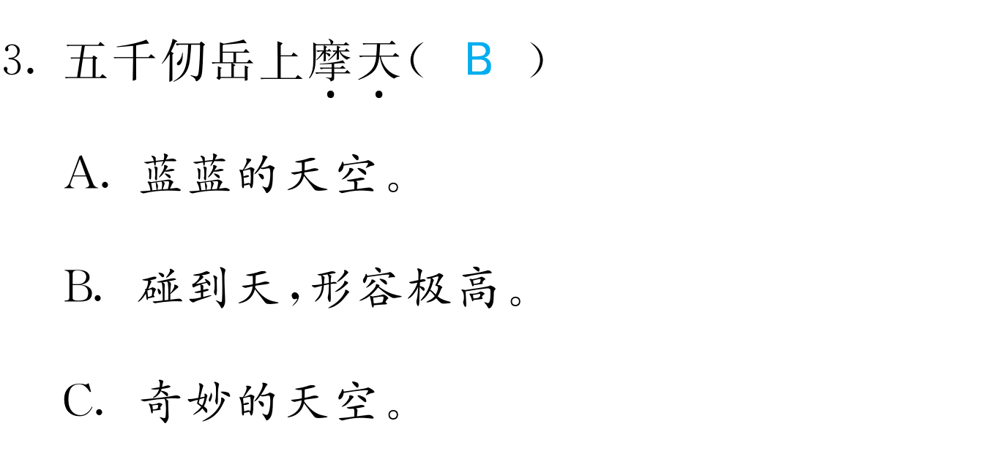 3. 五千仞岳上摩天( B )
A. 蓝蓝的天空。
B. 碰到天,形容极高。
C. 奇妙的天空。